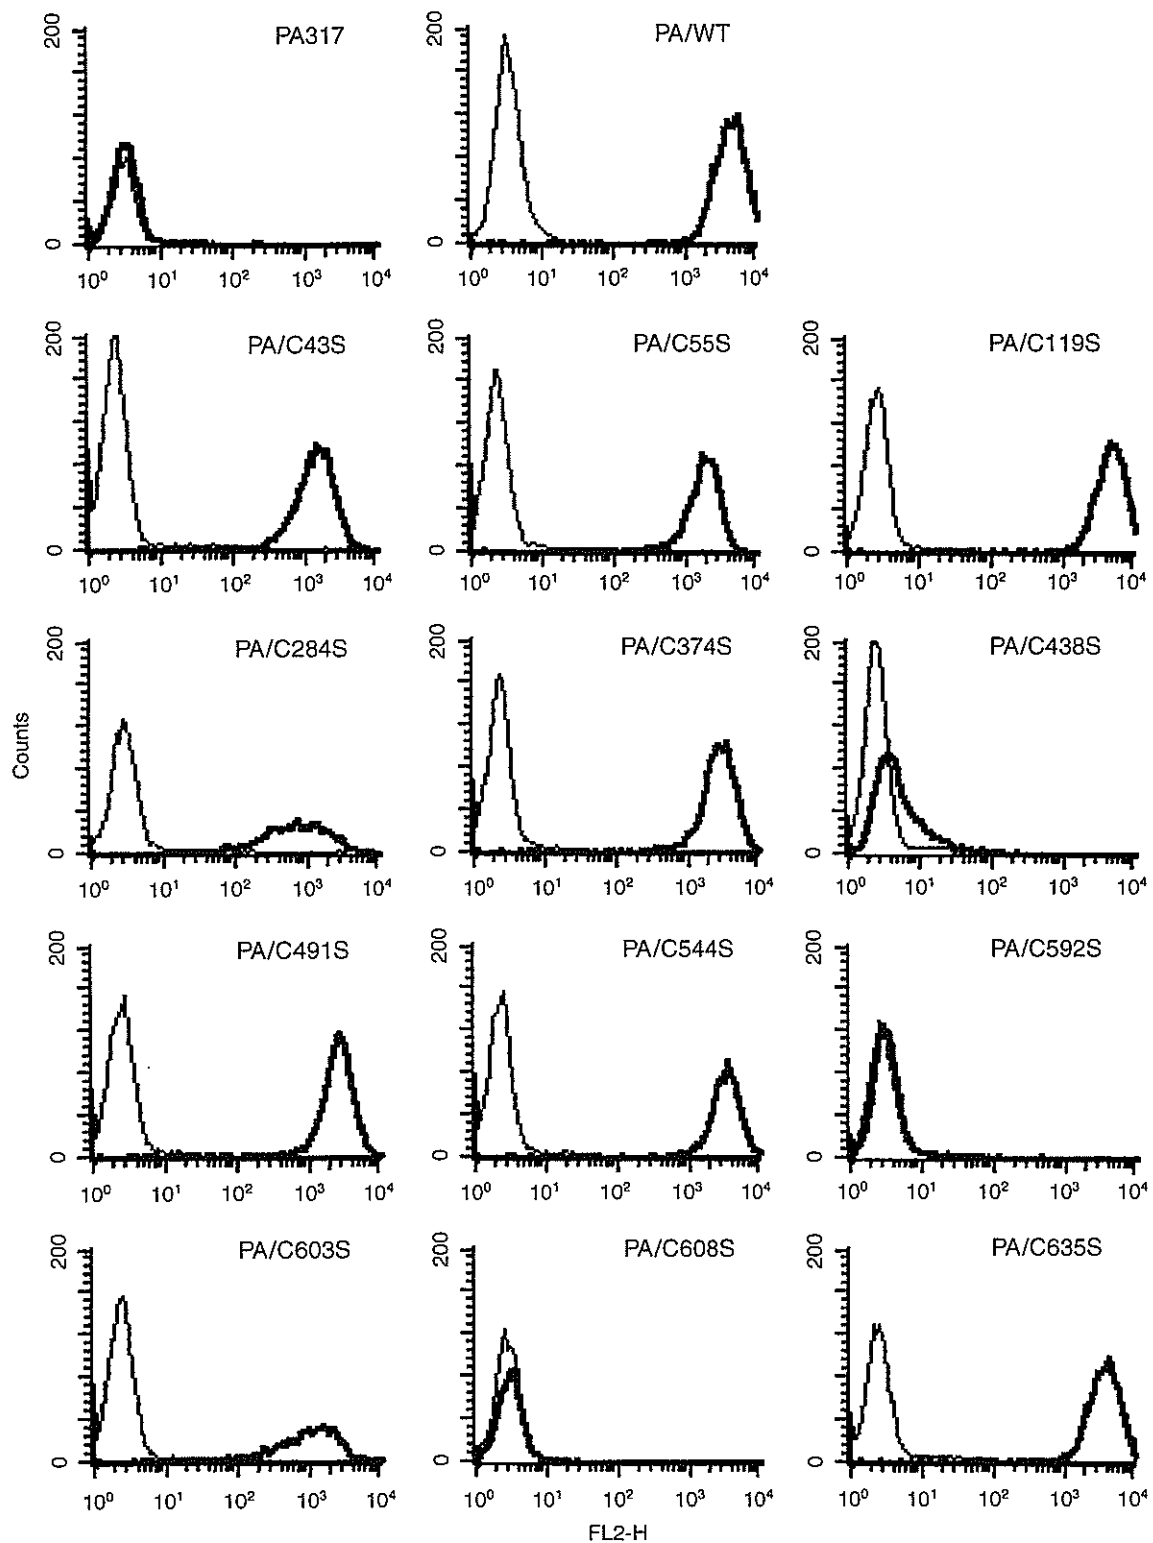 PA317 PA/WT
200 200
0 0
10⁰ 10¹ 10² 10³ 10⁴ 10⁰ 10¹ 10² 10³ 10⁴
PA/C43S PA/C55S PA/C119S
200 200 200
0 0 0
10⁰ 10¹ 10² 10³ 10⁴ 10⁰ 10¹ 10² 10³ 10⁴ 10⁰ 10¹ 10² 10³ 10⁴
PA/C284S PA/C374S PA/C438S
200 200 200
Counts
0 0 0
10⁰ 10¹ 10² 10³ 10⁴ 10⁰ 10¹ 10² 10³ 10⁴ 10⁰ 10¹ 10² 10³ 10⁴
PA/C491S PA/C544S PA/C592S
200 200 200
0 0 0
10⁰ 10¹ 10² 10³ 10⁴ 10⁰ 10¹ 10² 10³ 10⁴ 10⁰ 10¹ 10² 10³ 10⁴
PA/C603S PA/C608S PA/C635S
200 200 200
0 0 0
10⁰ 10¹ 10² 10³ 10⁴ 10⁰ 10¹ 10² 10³ 10⁴ 10⁰ 10¹ 10² 10³ 10⁴
FL2-H